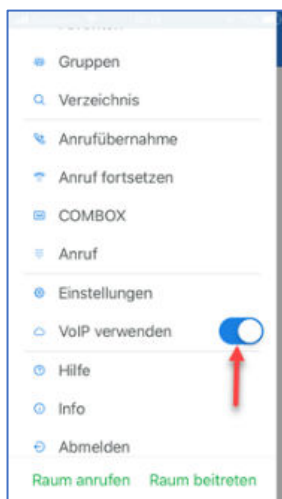 Gruppen
Verzeichnis
Anrufübernahme
Anruf fortsetzen
COMBOX
Anruf
Einstellungen
VoIP verwenden
Hilfe
Info
Abmelden
Raum anrufen Raum beitreten